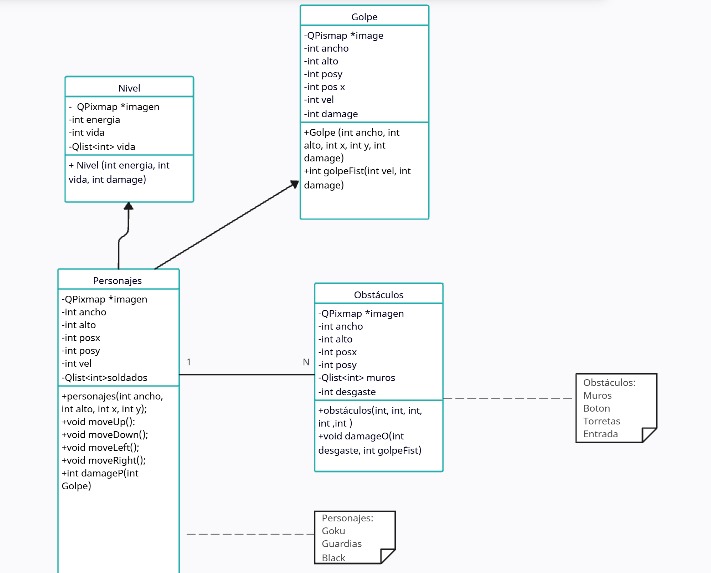 Golpe
-QPismap *image
-int ancho
-int alto
-int posy
-int pos x
-int vel
-int damage
+Golpe (int ancho, int
alto, int x, int y, int
damage)
+int golpeFist(int vel, int
damage)
Nivel
- QPixmap *imagen
-int energia
-int vida
-Qlist<int> vida
+ Nivel (int energia, int
vida, int damage)
Personajes
-QPixmap *imagen
-int ancho
-int alto
-int posx
-int posy
-int vel
-Qlist<int>soldados
+personajes(int ancho,
int alto, int x, int y);
+void moveUp():
+void moveDown();
+void moveLeft();
+void moveRight();
+int damageP(int
Golpe)
1
N
Obstáculos
-QPixmap *imagen
-int ancho
-int alto
-int posx
-int posy
-Qlist<int> muros
-int desgaste
+obstáculos(int, int, int,
int ,int )
+void damageO(int
desgaste, int golpeFist)
Obstáculos:
Muros
Boton
Torretas
Entrada
Personajes:
Goku
Guardias
Black